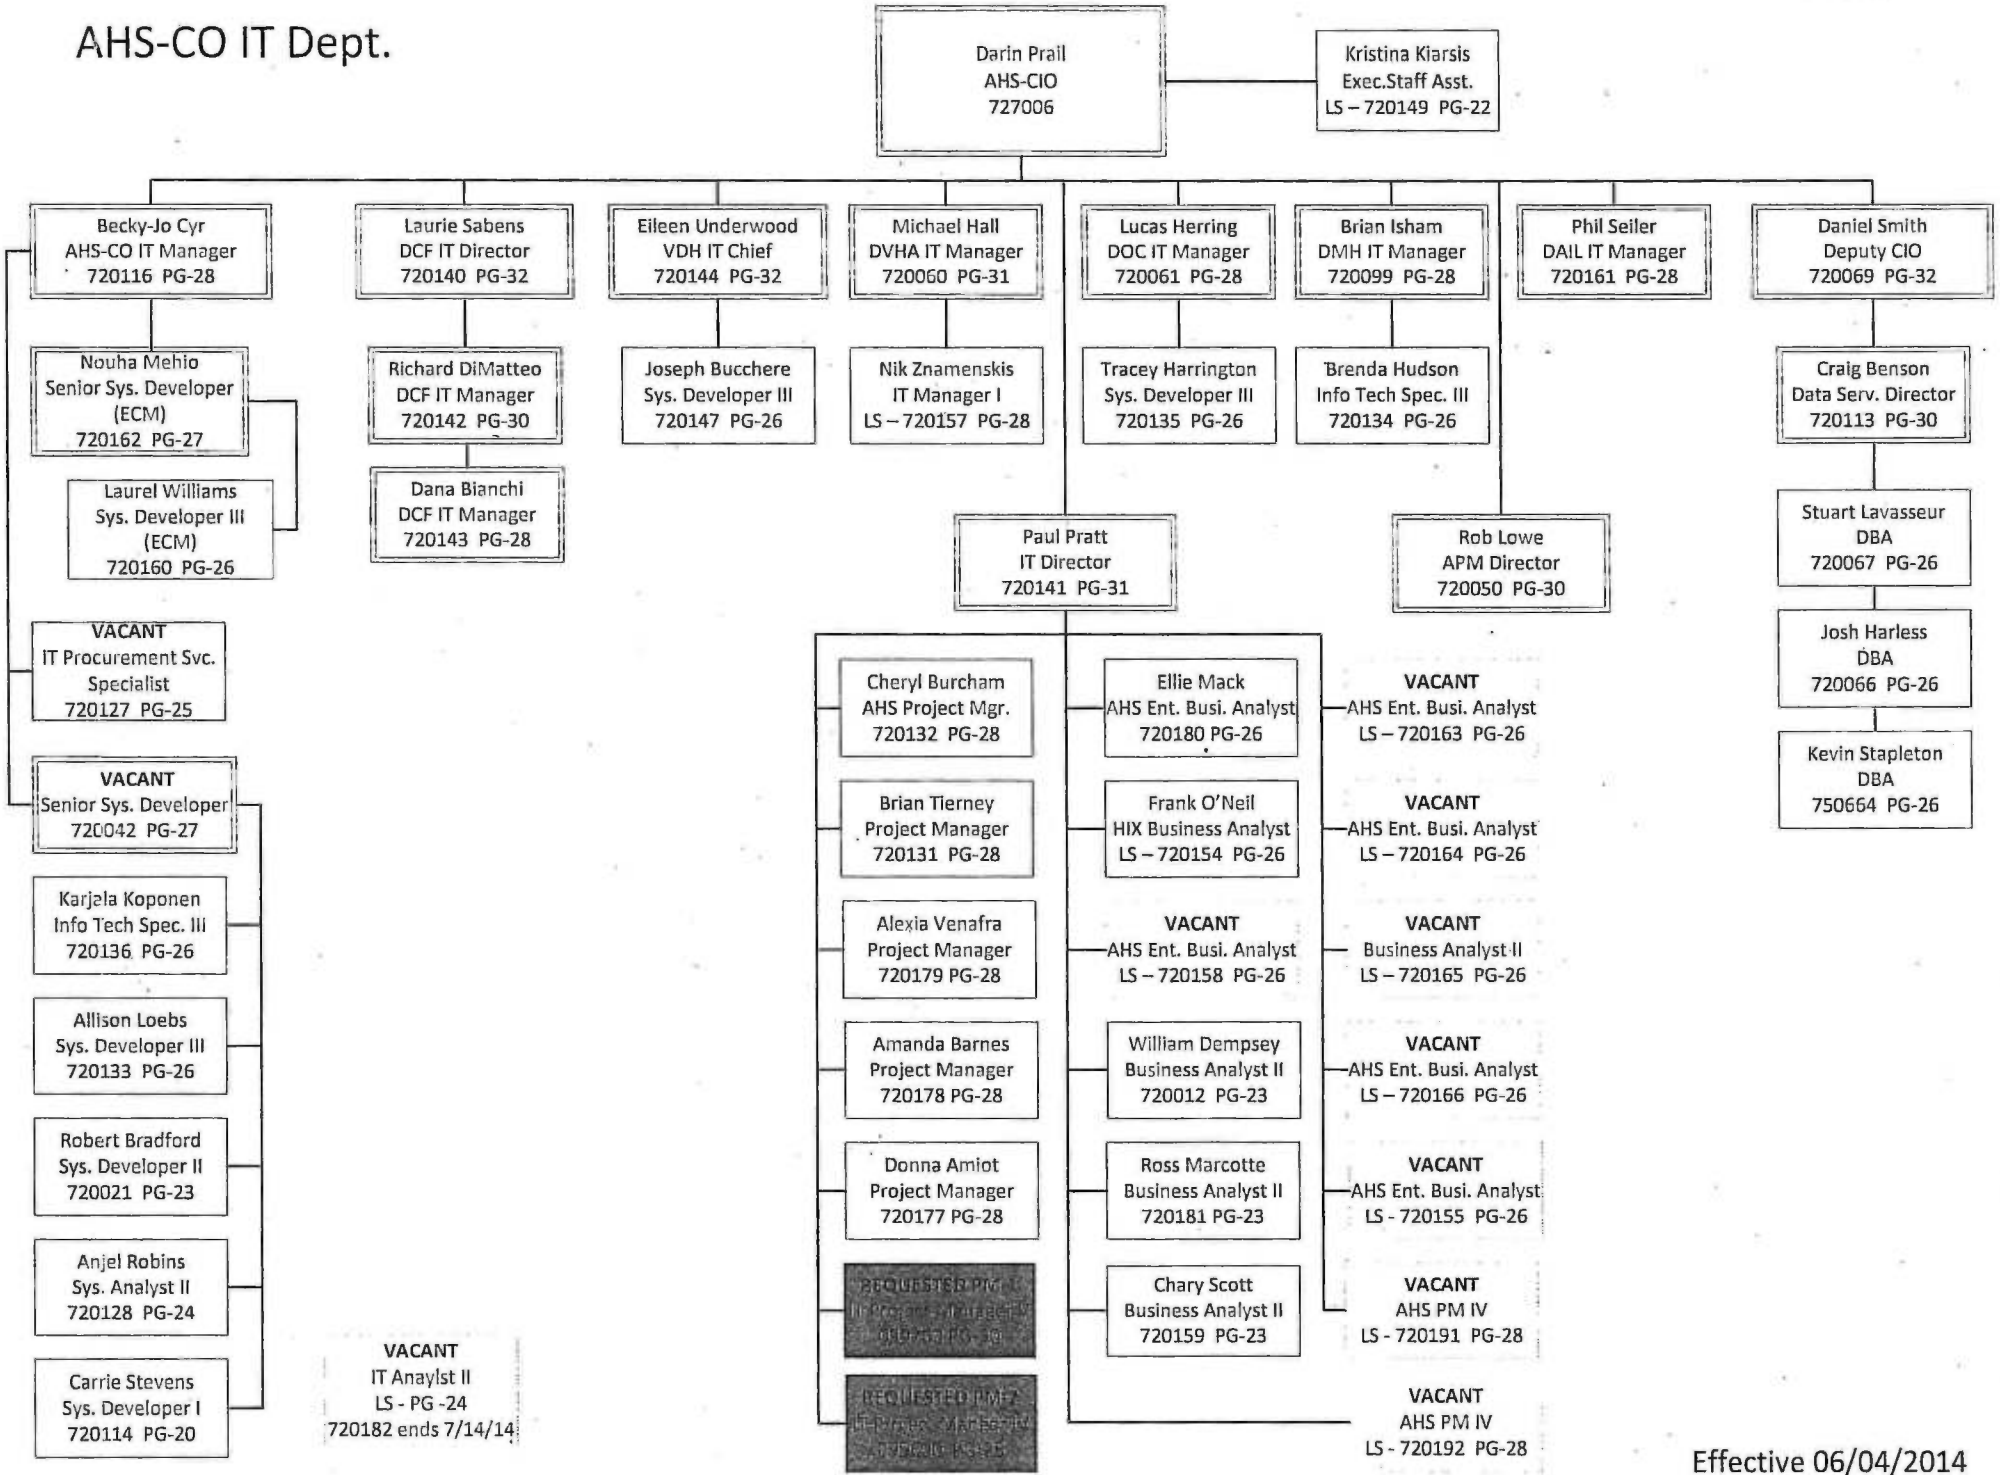 AHS-CO IT Dept.
Darin Prail
AHS-CIO
727006
Kristina Kiarsis
Exec.Staff Asst.
LS – 720149 PG-22
Becky-Jo Cyr
AHS-CO IT Manager
720116 PG-28
Laurie Sabens
DCF IT Director
720140 PG-32
Eileen Underwood
VDH IT Chief
720144 PG-32
Michael Hall
DVHA IT Manager
720060 PG-31
Lucas Herring
DOC IT Manager
720061 PG-28
Brian Isham
DMH IT Manager
720099 PG-28
Phil Seiler
DAIL IT Manager
720161 PG-28
Daniel Smith
Deputy CIO
720069 PG-32
Nouha Mehio
Senior Sys. Developer
(ECM)
720162 PG-27
Richard DiMatteo
DCF IT Manager
720142 PG-30
Joseph Bucchere
Sys. Developer III
720147 PG-26
Nik Znamenskis
IT Manager I
LS – 720157 PG-28
Tracey Harrington
Sys. Developer III
720135 PG-26
Brenda Hudson
Info Tech Spec. III
720134 PG-26
Craig Benson
Data Serv. Director
720113 PG-30
Laurel Williams
Sys. Developer III
(ECM)
720160 PG-26
Dana Bianchi
DCF IT Manager
720143 PG-28
Paul Pratt
IT Director
720141 PG-31
Rob Lowe
APM Director
720050 PG-30
Stuart Lavasseur
DBA
720067 PG-26
Josh Harless
DBA
720066 PG-26
Kevin Stapleton
DBA
750664 PG-26
VACANT
IT Procurement Svc.
Specialist
720127 PG-25
VACANT
Senior Sys. Developer
720042 PG-27
Karjala Koponen
Info Tech Spec. III
720136 PG-26
Allison Loebs
Sys. Developer III
720133 PG-26
Robert Bradford
Sys. Developer II
720021 PG-23
Anjel Robins
Sys. Analyst II
720128 PG-24
Carrie Stevens
Sys. Developer I
720114 PG-20
VACANT
IT Anaylst II
LS - PG -24
720182 ends 7/14/14
Cheryl Burcham
AHS Project Mgr.
720132 PG-28
Brian Tierney
Project Manager
720131 PG-28
Alexia Venafra
Project Manager
720179 PG-28
Amanda Barnes
Project Manager
720178 PG-28
Donna Amiot
Project Manager
720177 PG-28
REQUESTED
REQUESTED
Ellie Mack
AHS Ent. Busi. Analyst
720180 PG-26
Frank O'Neil
HIX Business Analyst
LS – 720154 PG-26
VACANT
AHS Ent. Busi. Analyst
LS – 720158 PG-26
William Dempsey
Business Analyst II
720012 PG-23
Ross Marcotte
Business Analyst II
720181 PG-23
Chary Scott
Business Analyst II
720159 PG-23
VACANT
AHS Ent. Busi. Analyst
LS – 720163 PG-26
VACANT
AHS Ent. Busi. Analyst
LS – 720164 PG-26
VACANT
Business Analyst II
LS – 720165 PG-26
VACANT
AHS Ent. Busi. Analyst
LS – 720166 PG-26
VACANT
AHS Ent. Busi. Analyst
LS - 720155 PG-26
VACANT
AHS PM IV
LS - 720191 PG-28
VACANT
AHS PM IV
LS - 720192 PG-28
Effective 06/04/2014